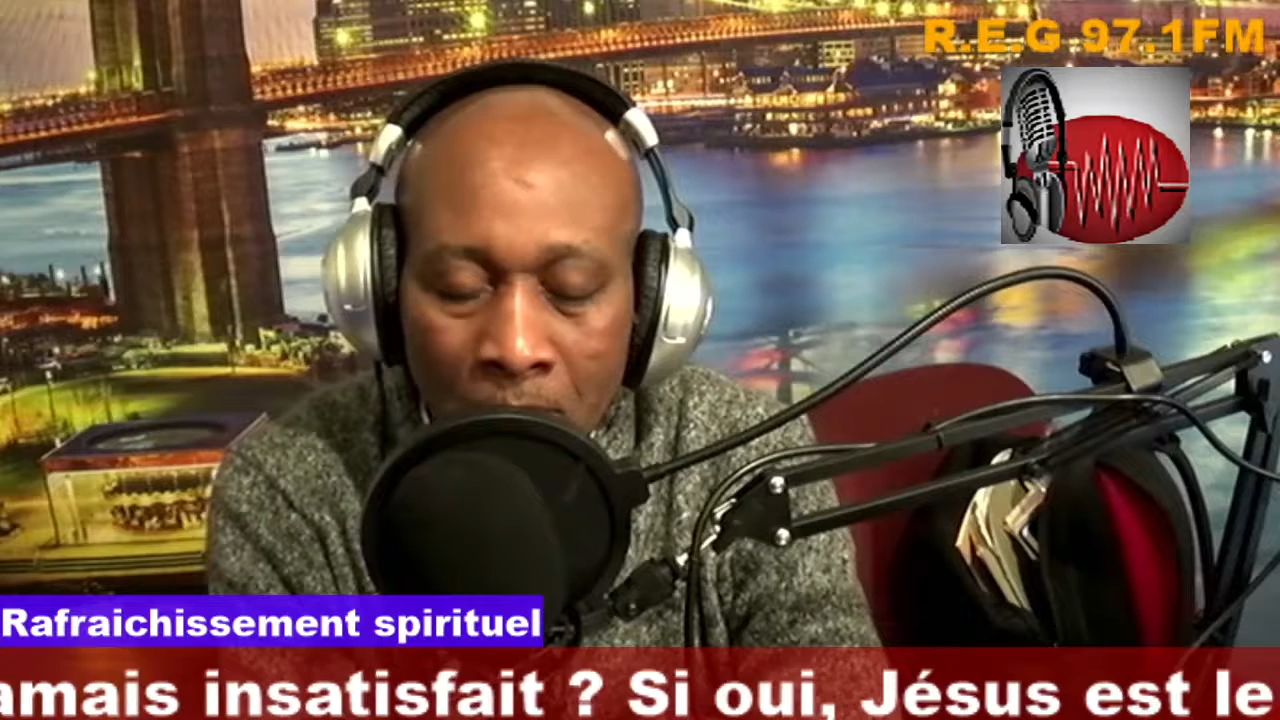 R.E.G 97.1FM
Rafraichissement spirituel
amais insatisfait ? Si oui, Jésus est le